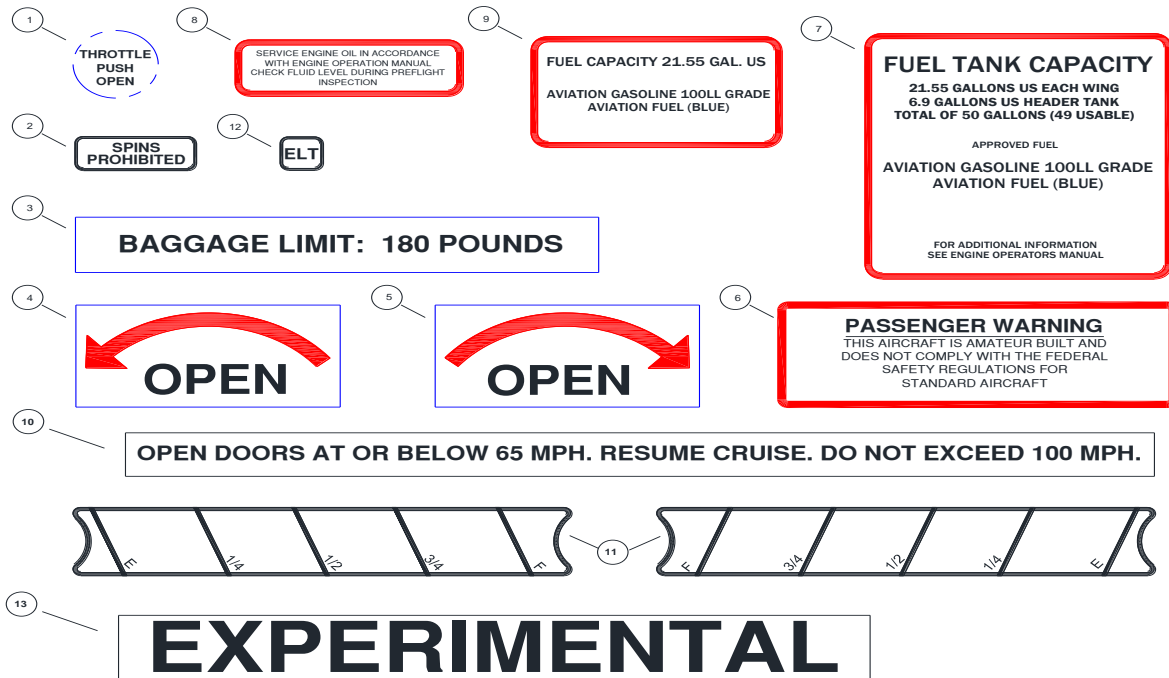 1
THROTTLE
PUSH
OPEN
8
SERVICE ENGINE OIL IN ACCORDANCE
WITH ENGINE OPERATION MANUAL
CHECK FLUID LEVEL DURING PREFLIGHT
INSPECTION
9
FUEL CAPACITY 21.55 GAL. US
AVIATION GASOLINE 100LL GRADE
AVIATION FUEL (BLUE)
7
FUEL TANK CAPACITY
21.55 GALLONS US EACH WING
6.9 GALLONS US HEADER TANK
TOTAL OF 50 GALLONS (49 USABLE)
APPROVED FUEL
AVIATION GASOLINE 100LL GRADE
AVIATION FUEL (BLUE)
FOR ADDITIONAL INFORMATION
SEE ENGINE OPERATORS MANUAL
2
SPINS
PROHIBITED
12
ELT
3
BAGGAGE LIMIT: 180 POUNDS
4
OPEN
5
OPEN
6
PASSENGER WARNING
THIS AIRCRAFT IS AMATEUR BUILT AND
DOES NOT COMPLY WITH THE FEDERAL
SAFETY REGULATIONS FOR
STANDARD AIRCRAFT
10
OPEN DOORS AT OR BELOW 65 MPH. RESUME CRUISE. DO NOT EXCEED 100 MPH.
E 1/4 1/2 3/4 F
11
F 3/4 1/2 1/4 E
13
EXPERIMENTAL